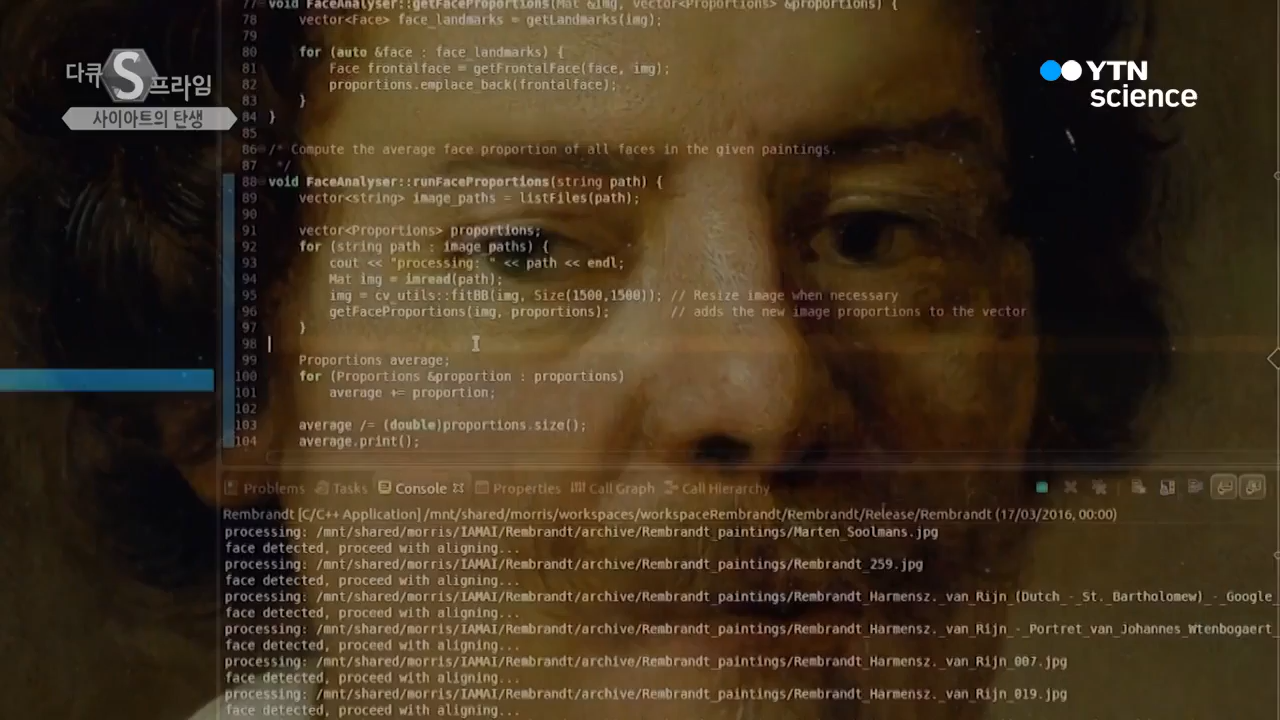 다큐 S 프라임
사이아트의 탄생
YTN
science
77 void FaceAnalyser::getFaceProportions(Mat &img, vector<Proportions> &proportions) {
78 vector<Face> face_landmarks = getLandmarks(img);
79
80 for (auto &face : face_landmarks) {
81 Face frontalface = getFrontalFace(face, img);
82 proportions.emplace_back(frontalface);
83 }
84 }
85
86 /* Compute the average face proportion of all faces in the given paintings.
87 */
88 void FaceAnalyser::runFaceProportions(string path) {
89 vector<string> image_paths = listFiles(path);
90
91 vector<Proportions> proportions;
92 for (string path : image_paths) {
93 cout << "processing: " << path << endl;
94 Mat img = imread(path);
95 img = cv_utils::fitBB(img, Size(1500,1500)); // Resize image when necessary
96 getFaceProportions(img, proportions); // adds the new image proportions to the vector
97 }
98
99 Proportions average;
100 for (Proportions &proportion : proportions)
101 average += proportion;
102
103 average /= (double)proportions.size();
104 average.print();
Problems Tasks Console Properties Call Graph Call Hierarchy
Rembrandt [C/C++ Application] /mnt/shared/morris/workspaces/workspaceRembrandt/Rembrandt/Release/Rembrandt (17/03/2016, 00:00)
processing: /mnt/shared/morris/IAMAI/Rembrandt/archive/Rembrandt_paintings/Marten_Soolmans.jpg
face detected, proceed with aligning...
processing: /mnt/shared/morris/IAMAI/Rembrandt/archive/Rembrandt_paintings/Rembrandt_259.jpg
face detected, proceed with aligning...
processing: /mnt/shared/morris/IAMAI/Rembrandt/archive/Rembrandt_paintings/Rembrandt_Harmensz._van_Rijn_(Dutch_-_St._Bartholomew)_-_Google_
face detected, proceed with aligning...
processing: /mnt/shared/morris/IAMAI/Rembrandt/archive/Rembrandt_paintings/Rembrandt_Harmensz._van_Rijn_-_Portret_van_Johannes_Wtenbogaert_
face detected, proceed with aligning...
processing: /mnt/shared/morris/IAMAI/Rembrandt/archive/Rembrandt_paintings/Rembrandt_Harmensz._van_Rijn_007.jpg
face detected, proceed with aligning...
processing: /mnt/shared/morris/IAMAI/Rembrandt/archive/Rembrandt_paintings/Rembrandt_Harmensz._van_Rijn_019.jpg
face detected, proceed with aligning...